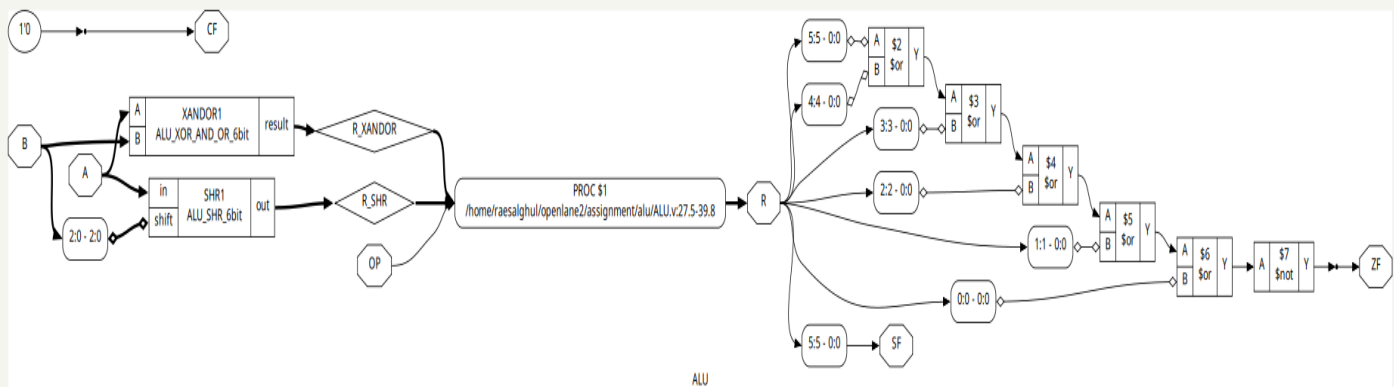 1'0
CF
B
A
2:0 - 2:0
A
B
XANDOR1
ALU_XOR_AND_OR_6bit
result
in
shift
SHR1
ALU_SHR_6bit
out
R_XANDOR
R_SHR
OP
PROC $1
/home/raesalghul/openlane2/assignment/alu/ALU.v:27.5-39.8
R
5:5 - 0:0
4:4 - 0:0
3:3 - 0:0
2:2 - 0:0
1:1 - 0:0
0:0 - 0:0
5:5 - 0:0
SF
A
B
$2
$or
Y
A
B
$3
$or
Y
A
B
$4
$or
Y
A
B
$5
$or
Y
A
B
$6
$or
Y
A
$7
$not
Y
ZF
ALU